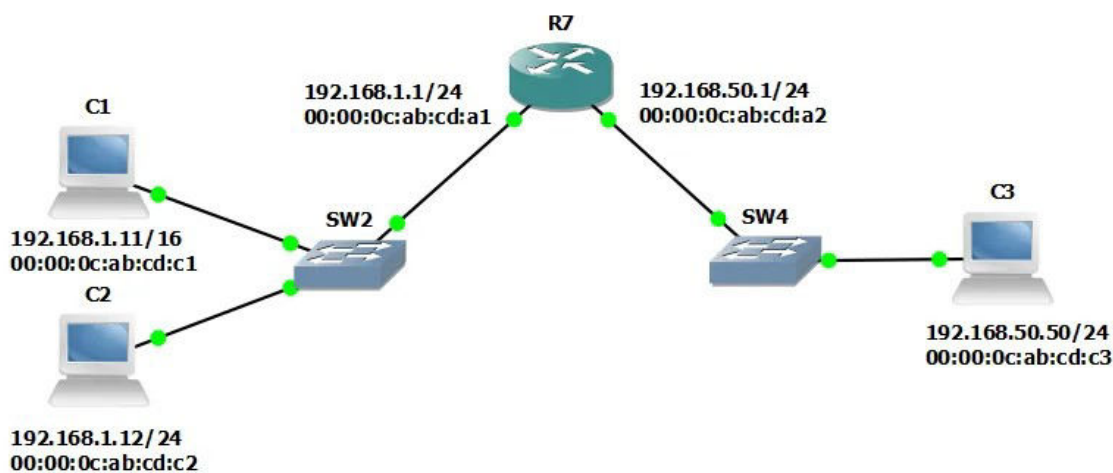 R7
192.168.1.1/24
00:00:0c:ab:cd:a1
192.168.50.1/24
00:00:0c:ab:cd:a2
C1
192.168.1.11/16
00:00:0c:ab:cd:c1
SW2
SW4
C3
192.168.50.50/24
00:00:0c:ab:cd:c3
C2
192.168.1.12/24
00:00:0c:ab:cd:c2